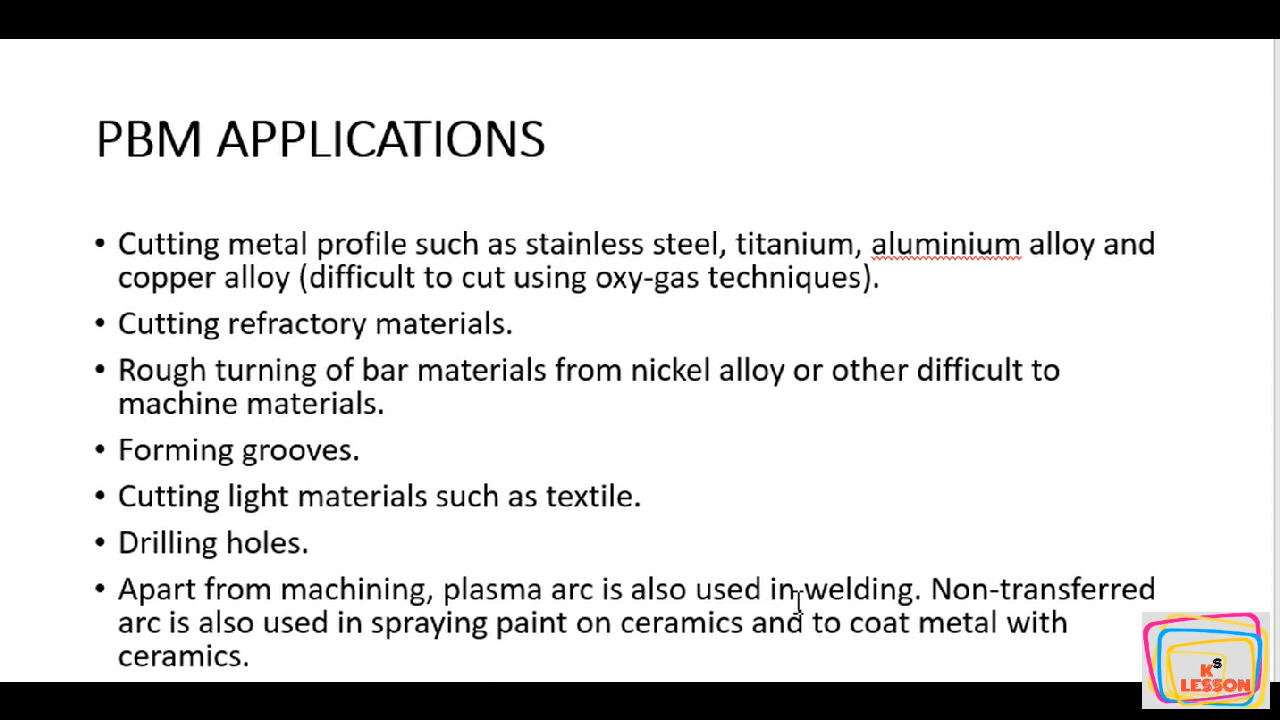 PBM APPLICATIONS
• Cutting metal profile such as stainless steel, titanium, aluminium alloy and
copper alloy (difficult to cut using oxy-gas techniques).
• Cutting refractory materials.
• Rough turning of bar materials from nickel alloy or other difficult to
machine materials.
• Forming grooves.
• Cutting light materials such as textile.
• Drilling holes.
• Apart from machining, plasma arc is also used in welding. Non-transferred
arc is also used in spraying paint on ceramics and to coat metal with
ceramics.
KS
LESSON